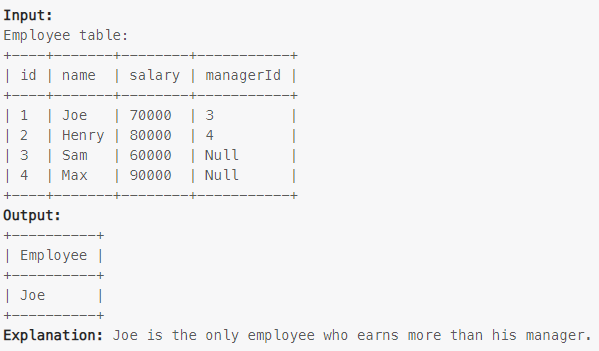 Input:
Employee table:
+----+-------+--------+-----------+
| id | name  | salary | managerId |
+----+-------+--------+-----------+
| 1  | Joe   | 70000  | 3         |
| 2  | Henry | 80000  | 4         |
| 3  | Sam   | 60000  | Null      |
| 4  | Max   | 90000  | Null      |
+----+-------+--------+-----------+
Output:
+----------+
| Employee |
+----------+
| Joe      |
+----------+
Explanation: Joe is the only employee who earns more than his manager.